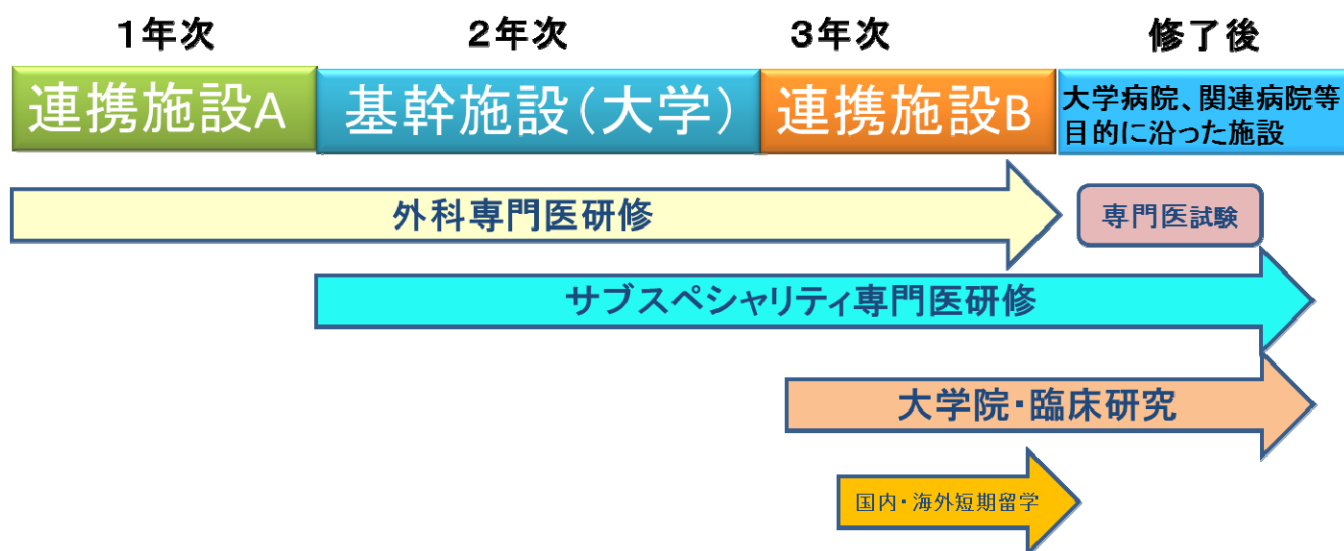 1年次
2年次
3年次
修了後
連携施設A
基幹施設(大学)
連携施設B
大学病院、関連病院等
目的に沿った施設
外科専門医研修
専門医試験
サブスペシャリティ専門医研修
大学院・臨床研究
国内・海外短期留学